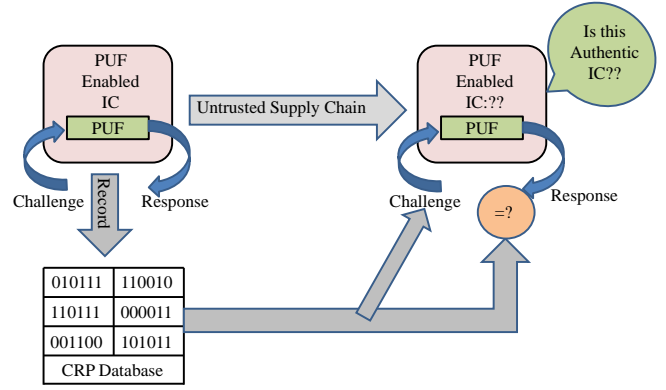 PUF
Enabled
IC
PUF
Challenge
Record
Response
Untrusted Supply Chain
PUF
Enabled
IC:??
PUF
Is this
Authentic
IC??
Challenge
=?
Response
010111 110010
110111 000011
001100 101011
CRP Database